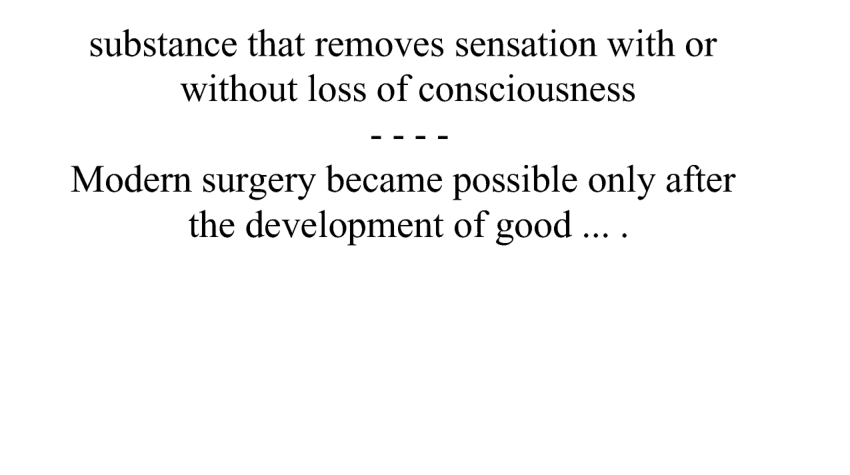 substance that removes sensation with or
without loss of consciousness
- - - -
Modern surgery became possible only after
the development of good ... .